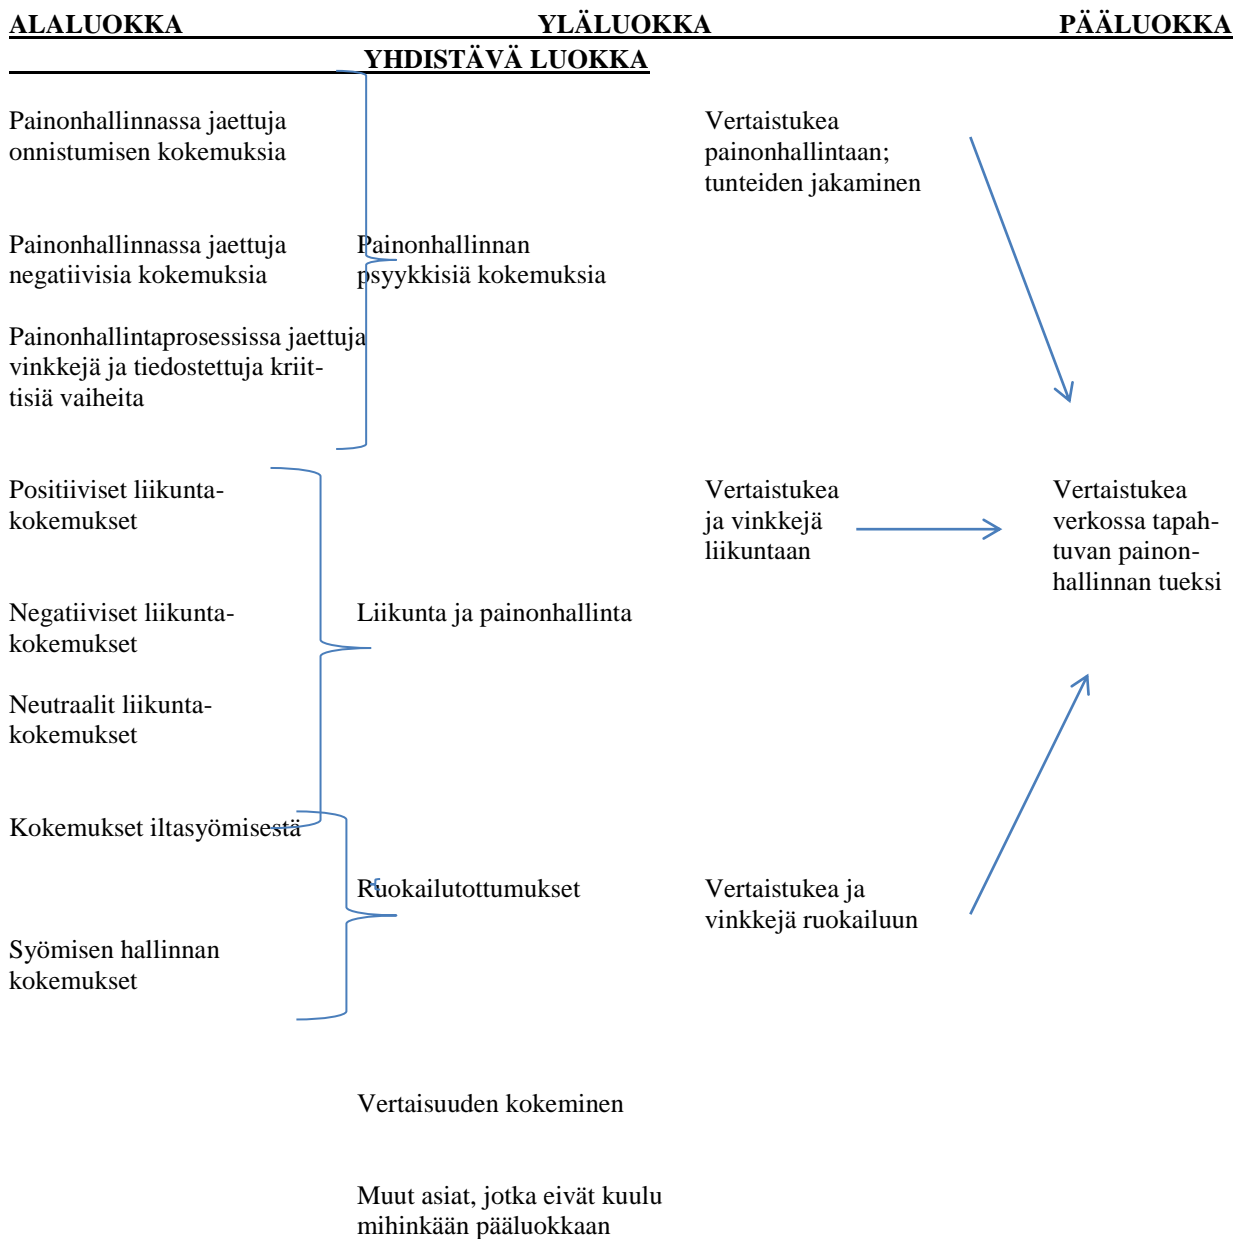 ALALUOKKA YLÄLUOKKA PÄÄLUOKKA
YHDISTÄVÄ LUOKKA
Painonhallinnassa jaettuja
onnistumisen kokemuksia
Vertaistukea
painonhallintaan;
tunteiden jakaminen
Painonhallinnassa jaettuja
negatiivisia kokemuksia
Painonhallinnan
psyykkisiä kokemuksia
Painonhallintaprosessissa jaettuja
vinkkejä ja tiedostettuja kriit-
tisiä vaiheita
Positiiviset liikunta-
kokemukset
Vertaistukea
ja vinkkejä
liikuntaan
Vertaistukea
verkossa tapah-
tuvan painon-
hallinnan tueksi
Negatiiviset liikunta-
kokemukset
Liikunta ja painonhallinta
Neutraalit liikunta-
kokemukset
Kokemukset iltasyömisestä
Ruokailutottumukset
Vertaistukea ja
vinkkejä ruokailuun
Syömisen hallinnan
kokemukset
Vertaisuuden kokeminen
Muut asiat, jotka eivät kuulu
mihinkään pääluokkaan